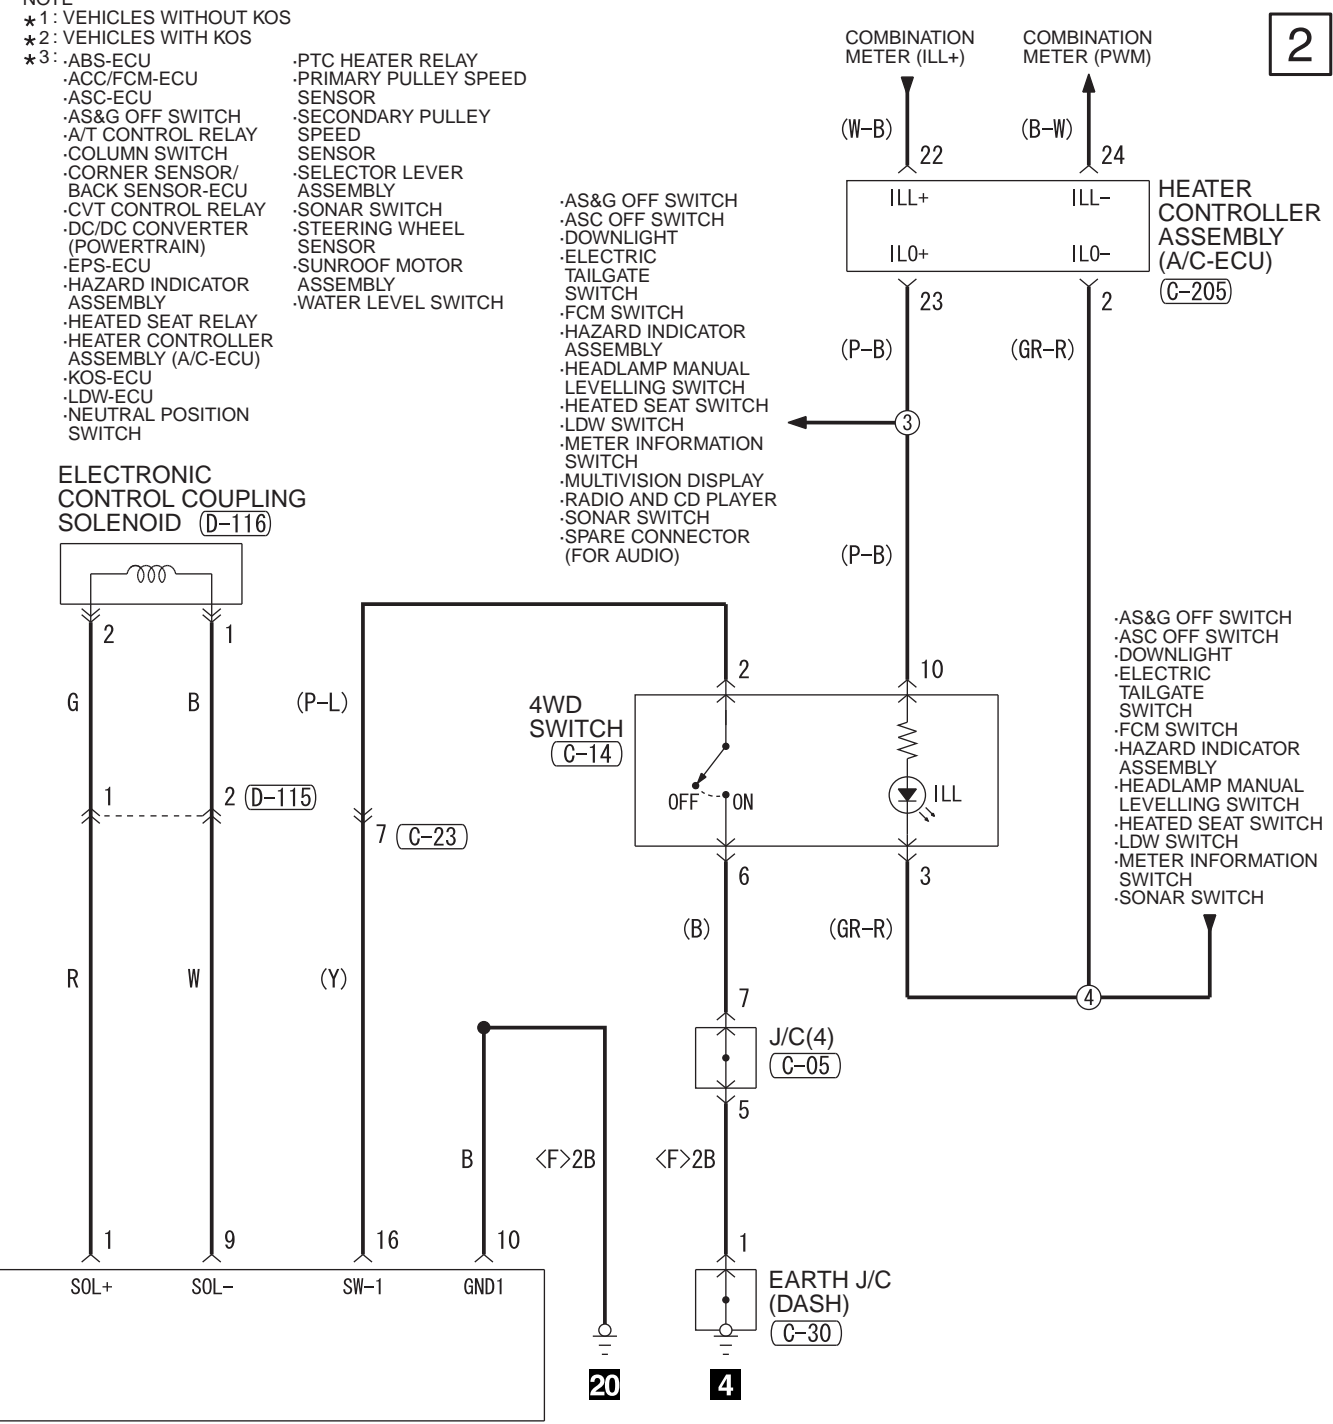 NOTE
*1: VEHICLES WITHOUT KOS
*2: VEHICLES WITH KOS
*3: ·ABS-ECU
·ACC/FCM-ECU
·ASC-ECU
·AS&G OFF SWITCH
·A/T CONTROL RELAY
·COLUMN SWITCH
·CORNER SENSOR/
BACK SENSOR-ECU
·CVT CONTROL RELAY
·DC/DC CONVERTER
(POWERTRAIN)
·EPS-ECU
·HAZARD INDICATOR
ASSEMBLY
·HEATED SEAT RELAY
·HEATER CONTROLLER
ASSEMBLY (A/C-ECU)
·KOS-ECU
·LDW-ECU
·NEUTRAL POSITION
SWITCH
·PTC HEATER RELAY
·PRIMARY PULLEY SPEED
SENSOR
·SECONDARY PULLEY
SPEED
SENSOR
·SELECTOR LEVER
ASSEMBLY
·SONAR SWITCH
·STEERING WHEEL
SENSOR
·SUNROOF MOTOR
ASSEMBLY
·WATER LEVEL SWITCH
2
COMBINATION
METER (ILL+)
COMBINATION
METER (PWM)
(W-B)
(B-W)
22
24
ILL+
ILL-
ILO+
ILO-
HEATER
CONTROLLER
ASSEMBLY
(A/C-ECU)
C-205
23
2
(P-B)
(GR-R)
3
·AS&G OFF SWITCH
·ASC OFF SWITCH
·DOWNLIGHT
·ELECTRIC
TAILGATE
SWITCH
·FCM SWITCH
·HAZARD INDICATOR
ASSEMBLY
·HEADLAMP MANUAL
LEVELLING SWITCH
·HEATED SEAT SWITCH
·LDW SWITCH
·METER INFORMATION
SWITCH
·MULTIVISION DISPLAY
·RADIO AND CD PLAYER
·SONAR SWITCH
·SPARE CONNECTOR
(FOR AUDIO)
(P-B)
ELECTRONIC
CONTROL COUPLING
SOLENOID D-116
2
1
G
B
(P-L)
1
2 D-115
7 C-23
R
W
(Y)
2
10
4WD
SWITCH
C-14
OFF
ON
ILL
6
3
(B)
(GR-R)
·AS&G OFF SWITCH
·ASC OFF SWITCH
·DOWNLIGHT
·ELECTRIC
TAILGATE
SWITCH
·FCM SWITCH
·HAZARD INDICATOR
ASSEMBLY
·HEADLAMP MANUAL
LEVELLING SWITCH
·HEATED SEAT SWITCH
·LDW SWITCH
·METER INFORMATION
SWITCH
·SONAR SWITCH
4
7
J/C(4)
C-05
5
B
<F>2B
<F>2B
1
9
16
10
1
SOL+
SOL-
SW-1
GND1
EARTH J/C
(DASH)
C-30
20
4